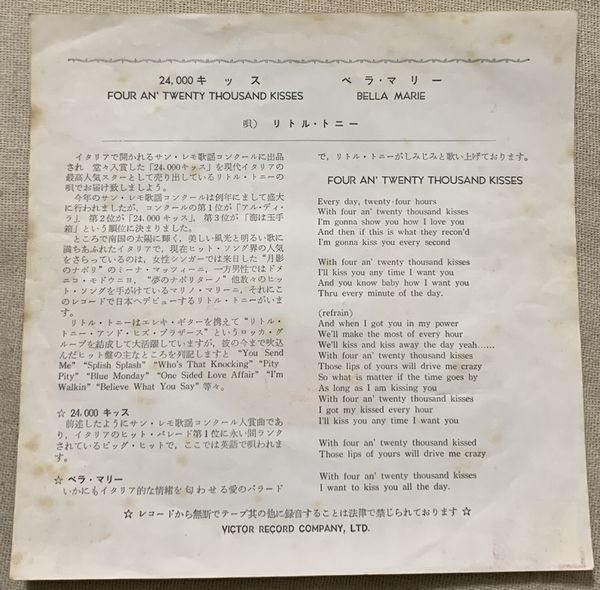 24,000 キッス
FOUR AN' TWENTY THOUSAND KISSES
ベラ・マリー
BELLA MARIE
唄） リトル・トニー
イタリアで開かれるサン・レモ歌謡コンクールに出品
され 堂々入賞した「24,000キッス」を現代イタリアの
最高人気スターとして売り出しているリトル・トニーの
唄でお届け致しましよう。
今年のサン・レモ歌謡コンクールは例年にまして盛大
に行われましたが、コンクールの第1位が「アル・ディ・
ラ」 第2位が「24,000キッス」、第3位が「海は玉手
箱」という順位に決まりました。
ところで南国の太陽に輝く、美しい風光と明るい歌に
満ちあふれたイタリアで、現在ヒット・ソング界の人気
をさらっているのは、女性シンガーでは来日した“月影
のナポリ”のミーナ・マッツィーニ、一方男性ではドメ
ニコ・モドウニヨ、 “夢のナポリターノ”他数々のヒッ
ト・ソングを手がけているマリノ・マリーニ、それにこ
のレコードで日本へデビューするリトル・トニーがいま
す。
リトル・トニーはエレキ・ギターを携えて“リトル・
トニー・アンド・ヒズ・ブラザース”というロッカ・グ
ループを結成して大活躍していますが、彼の今まで吹込
んだヒット盤の主なところを列記しますと “You Send
Me” “Splish Splash” “Who's That Knocking” “Pity
Pity” “Blue Monday” “One Sided Love Affair” “I'm
Walkin” “Believe What You Say” 等々。
☆ 24,000 キッス
前述したようにサン・レモ歌謡コンクール入賞曲であ
り、イタリアのヒット・パレード第1位に永い間ランク
されているビッグ・ヒットで、ここでは英語で唄われま
す。
☆ ベラ・マリー
いかにもイタリア的な情緒を匂わせる愛のバラード
で、リトル・トニーがしみじみと歌い上げております。
FOUR AN' TWENTY THOUSAND KISSES
Every day, twenty-four hours
With four an' twenty thousand kisses
I'm gonna show you how I love you
And then if this is what they recon'd
I'm gonna kiss you every second
With four an' twenty thousand kisses
I'll kiss you any time I want you
And you know baby how I want you
Thru every minute of the day.
(refrain)
And when I got you in my power
We'll make the most of every hour
We'll kiss and kiss away the day yeah……
With four an' twenty thousand kisses
Those lips of yours will drive me crazy
So what is matter if the time goes by
As long as I am kissing you
With four an' twenty thousand kisses
I got my kissed every hour
I'll kiss you any time I want you
With four an' twenty thousand kissed
Those lips of yours will drive me crazy
With four an' twenty thousand kisses
I want to kiss you all the day.
☆ レコードから無断でテープ其の他に録音することは法律で禁じられております ☆
VICTOR RECORD COMPANY, LTD.